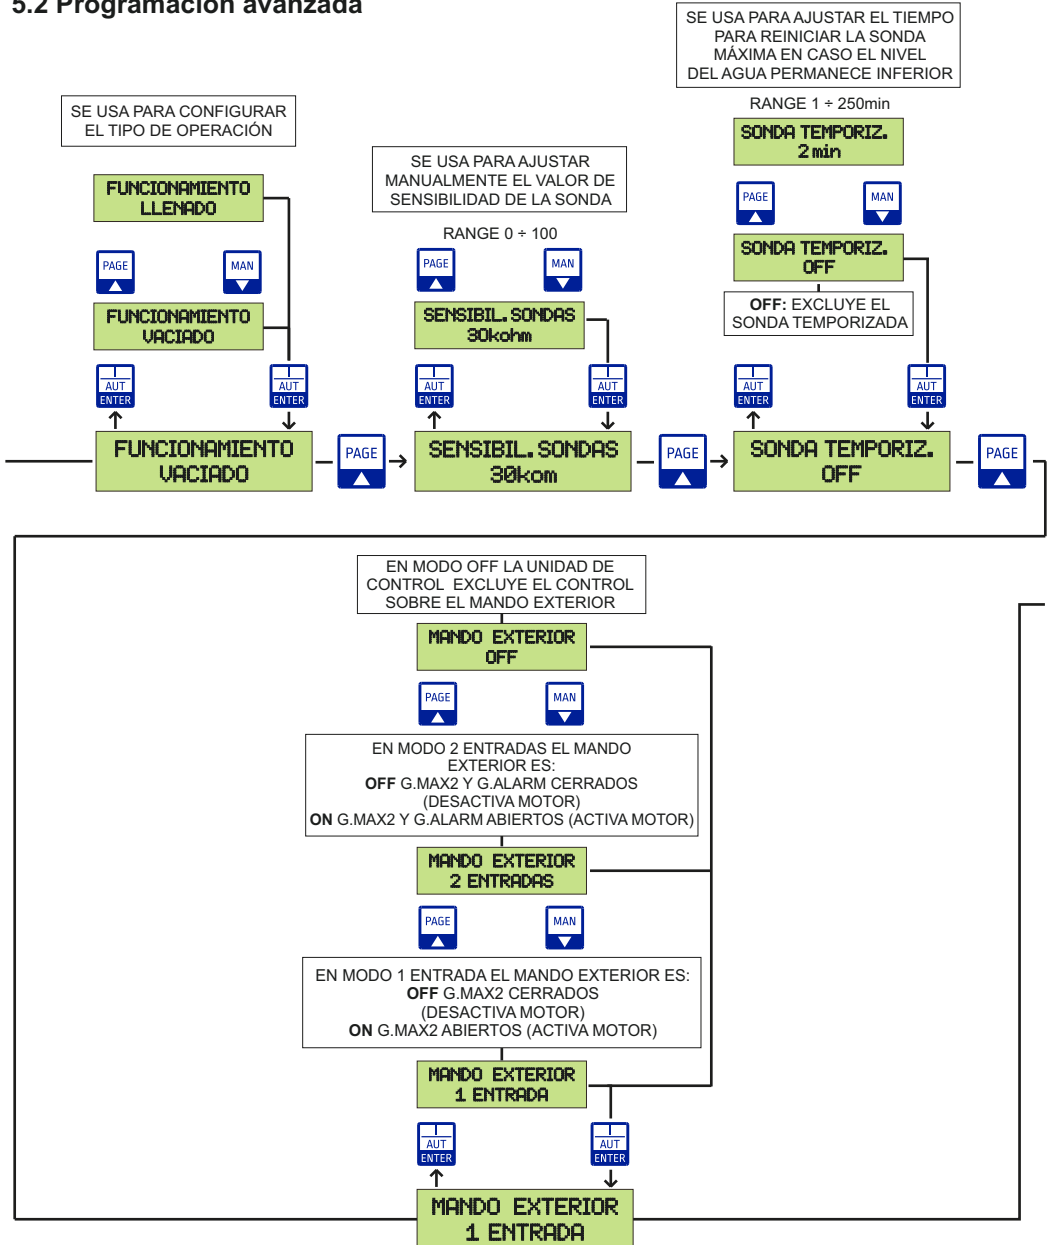 5.2 Programación avanzada
SE USA PARA CONFIGURAR
EL TIPO DE OPERACIÓN
FUNCIONAMIENTO
LLENADO
PAGE
MAN
FUNCIONAMIENTO
VACIADO
AUT
ENTER
AUT
ENTER
FUNCIONAMIENTO
VACIADO
PAGE
SE USA PARA AJUSTAR
MANUALMENTE EL VALOR DE
SENSIBILIDAD DE LA SONDA
RANGE 0 ÷ 100
PAGE
MAN
SENSIBIL. SONDAS
30kohm
AUT
ENTER
AUT
ENTER
SENSIBIL. SONDAS
30kom
PAGE
SE USA PARA AJUSTAR EL TIEMPO
PARA REINICIAR LA SONDA
MÁXIMA EN CASO EL NIVEL
DEL AGUA PERMANECE INFERIOR
RANGE 1 ÷ 250min
SONDA TEMPORIZ.
2 min
PAGE
MAN
SONDA TEMPORIZ.
OFF
OFF: EXCLUYE EL
SONDA TEMPORIZADA
AUT
ENTER
AUT
ENTER
SONDA TEMPORIZ.
OFF
PAGE
EN MODO OFF LA UNIDAD DE
CONTROL EXCLUYE EL CONTROL
SOBRE EL MANDO EXTERIOR
MANDO EXTERIOR
OFF
PAGE
MAN
EN MODO 2 ENTRADAS EL MANDO
EXTERIOR ES:
OFF G.MAX2 Y G.ALARM CERRADOS
(DESACTIVA MOTOR)
ON G.MAX2 Y G.ALARM ABIERTOS (ACTIVA MOTOR)
MANDO EXTERIOR
2 ENTRADAS
PAGE
MAN
EN MODO 1 ENTRADA EL MANDO EXTERIOR ES:
OFF G.MAX2 CERRADOS
(DESACTIVA MOTOR)
ON G.MAX2 ABIERTOS (ACTIVA MOTOR)
MANDO EXTERIOR
1 ENTRADA
AUT
ENTER
AUT
ENTER
MANDO EXTERIOR
1 ENTRADA